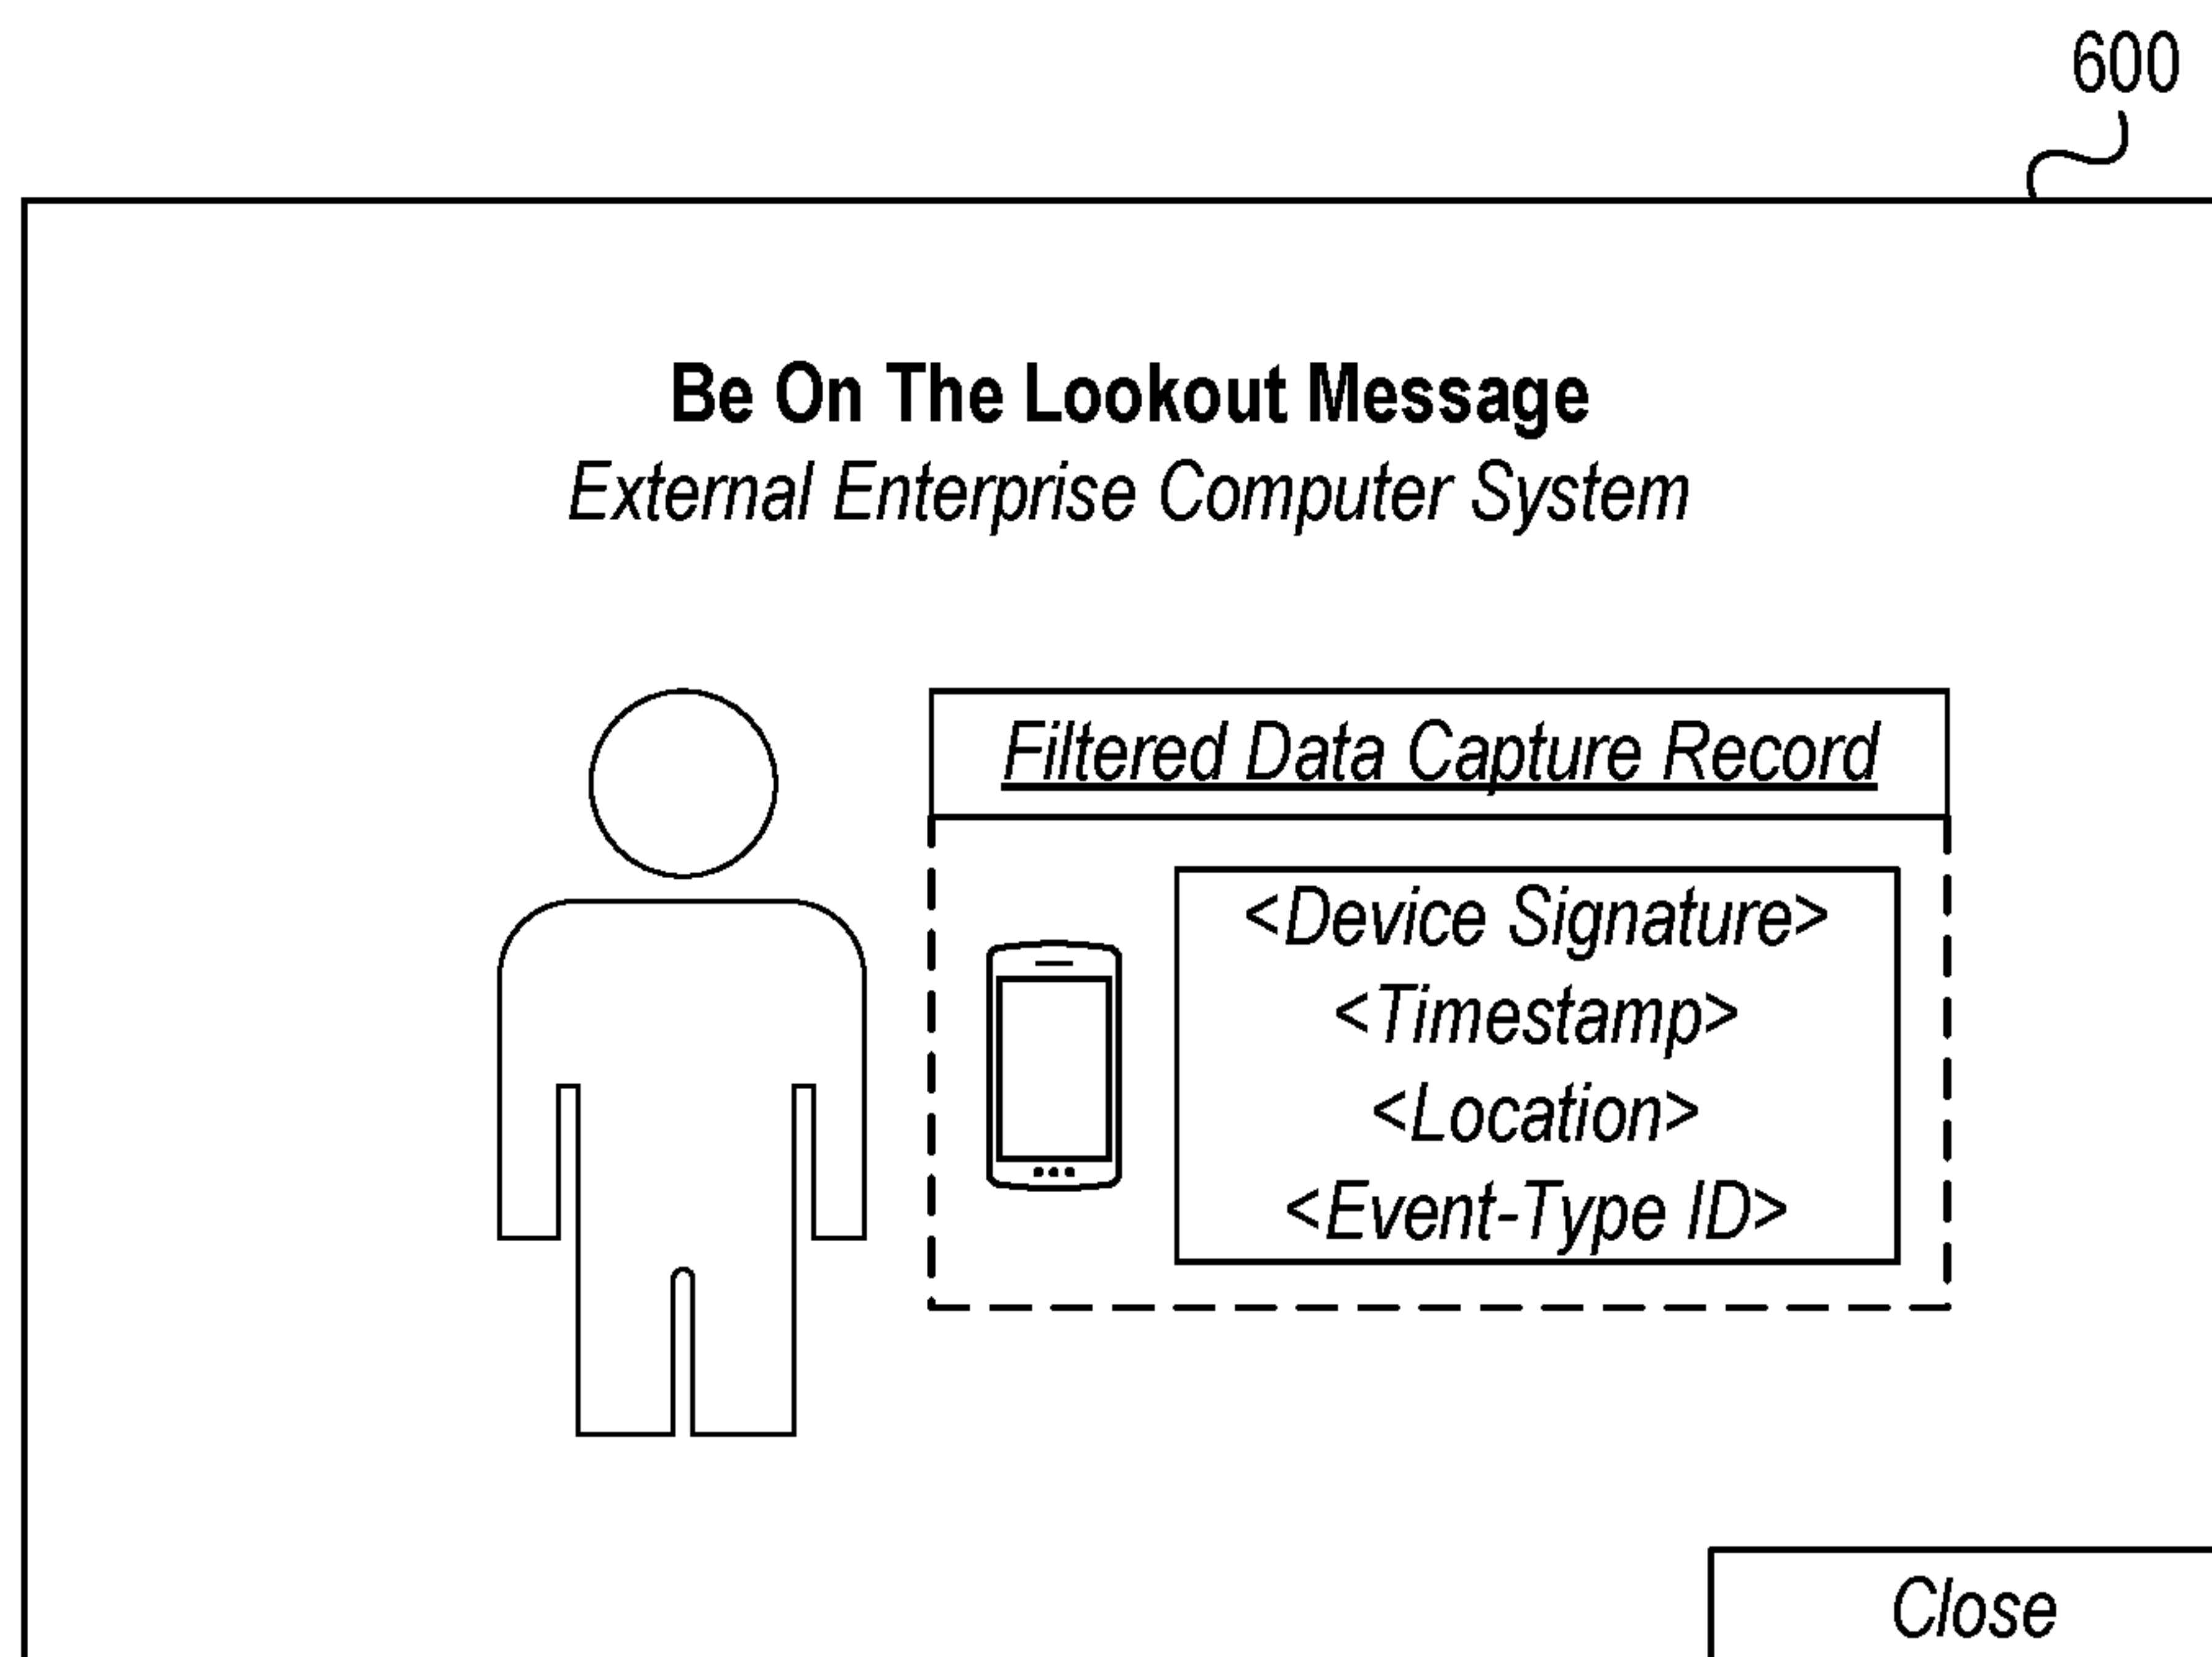 600
Be On The Lookout Message
External Enterprise Computer System
Filtered Data Capture Record
<Device Signature>
<Timestamp>
<Location>
<Event-Type ID>
Close